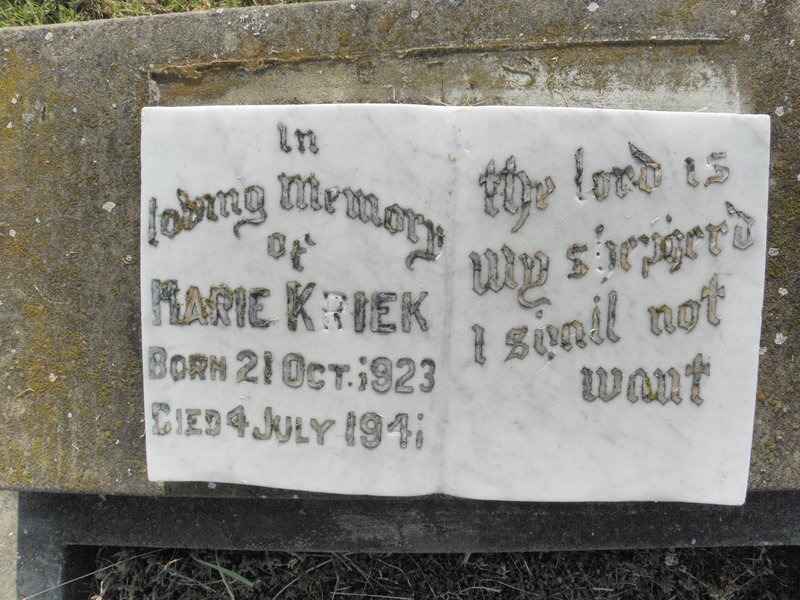 In
loving Memory
of
MARIE KRIEK
BORN 21 OCT. 1923
DIED 4 JULY 1941
the lord is
My shepherd
I shall not
want